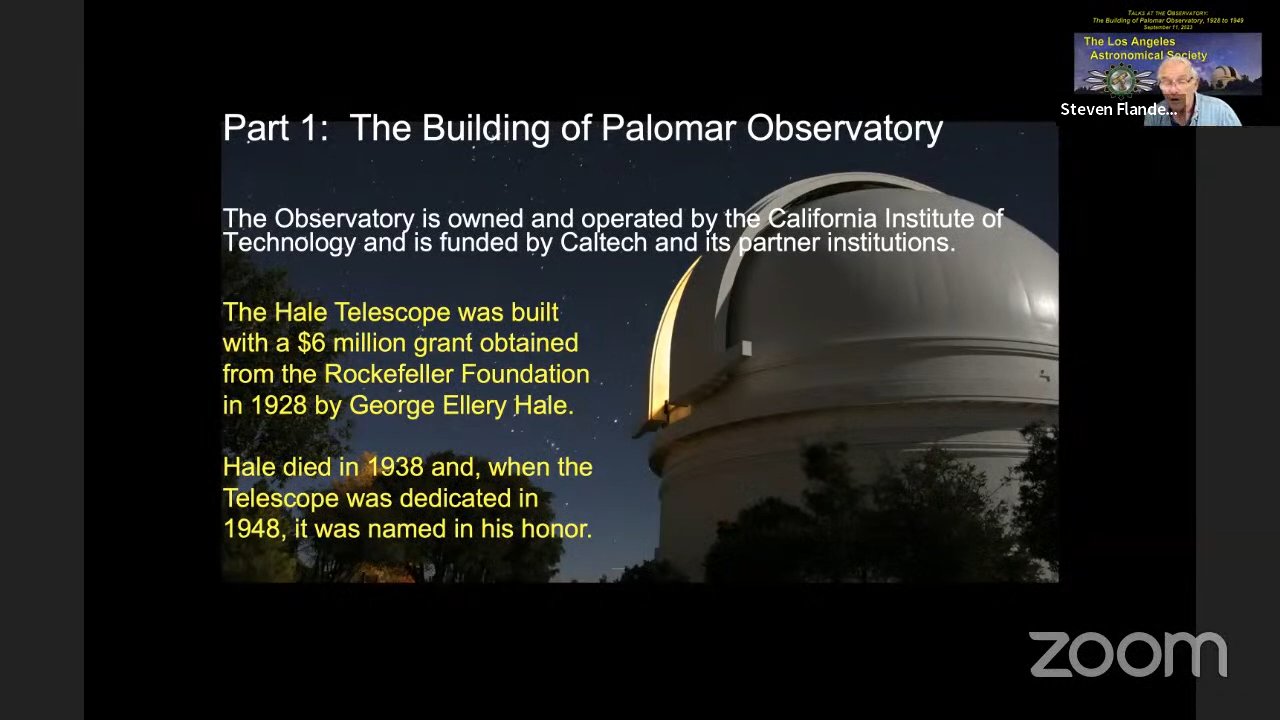 TALKS AT THE OBSERVATORY:
The Building of Palomar Observatory, 1928 to 1949
September 11, 2023
The Los Angeles
Astronomical Society
Steven Flande...
Part 1: The Building of Palomar Observatory
The Observatory is owned and operated by the California Institute of
Technology and is funded by Caltech and its partner institutions.
The Hale Telescope was built
with a $6 million grant obtained
from the Rockefeller Foundation
in 1928 by George Ellery Hale.
Hale died in 1938 and, when the
Telescope was dedicated in
1948, it was named in his honor.
zoom